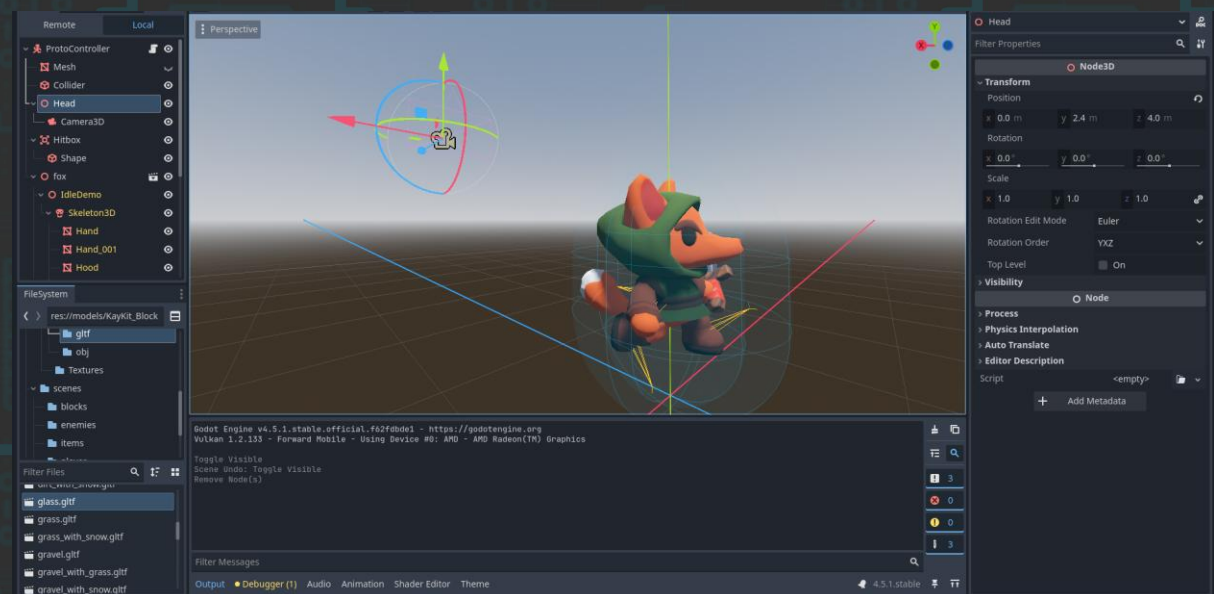 Remote Local
ProtoController
Mesh
Collider
Head
Camera3D
Hitbox
Shape
fox
IdleDemo
Skeleton3D
Hand
Hand_001
Hood
FileSystem
res://models/KayKit_Block
gltf
obj
Textures
scenes
blocks
enemies
items
Filter Files
dirt_with_snow.gltf
glass.gltf
grass.gltf
grass_with_snow.gltf
gravel.gltf
gravel_with_grass.gltf
gravel_with_snow.gltf
Perspective
Y
X
Godot Engine v4.5.1.stable.official.f62fdbde1 - https://godotengine.org
Vulkan 1.2.133 - Forward Mobile - Using Device #0: AMD - AMD Radeon(TM) Graphics
Toggle Visible
Scene Undo: Toggle Visible
Remove Node(s)
3
0
0
3
Filter Messages
Output Debugger (1) Audio Animation Shader Editor Theme 4.5.1.stable
Head
Filter Properties
Node3D
Transform
Position
x 0.0 m y 2.4 m z 4.0 m
Rotation
x 0.0° y 0.0° z 0.0°
Scale
x 1.0 y 1.0 z 1.0
Rotation Edit Mode Euler
Rotation Order YXZ
Top Level On
Visibility
Node
Process
Physics Interpolation
Auto Translate
Editor Description
Script <empty>
+ Add Metadata